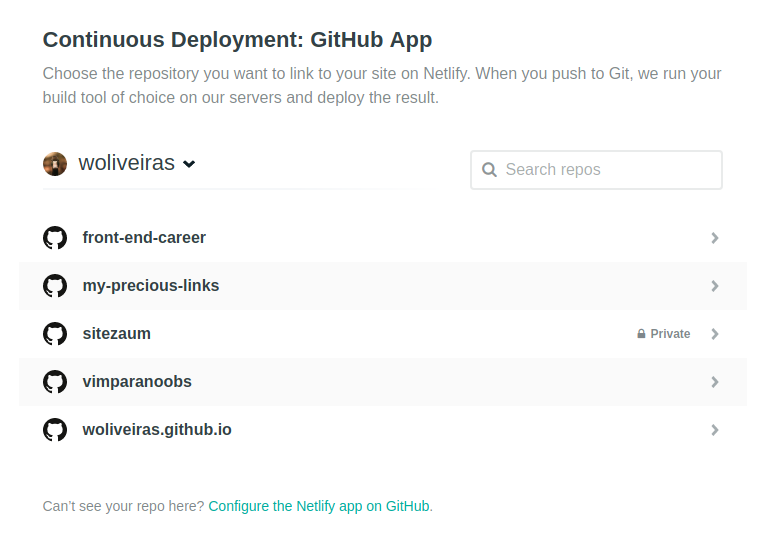 Continuous Deployment: GitHub App
Choose the repository you want to link to your site on Netlify. When you push to Git, we run your
build tool of choice on our servers and deploy the result.
woliveiras
Search repos
front-end-career
my-precious-links
sitezaum
Private
vimparanoobs
woliveiras.github.io
Can't see your repo here? Configure the Netlify app on GitHub.